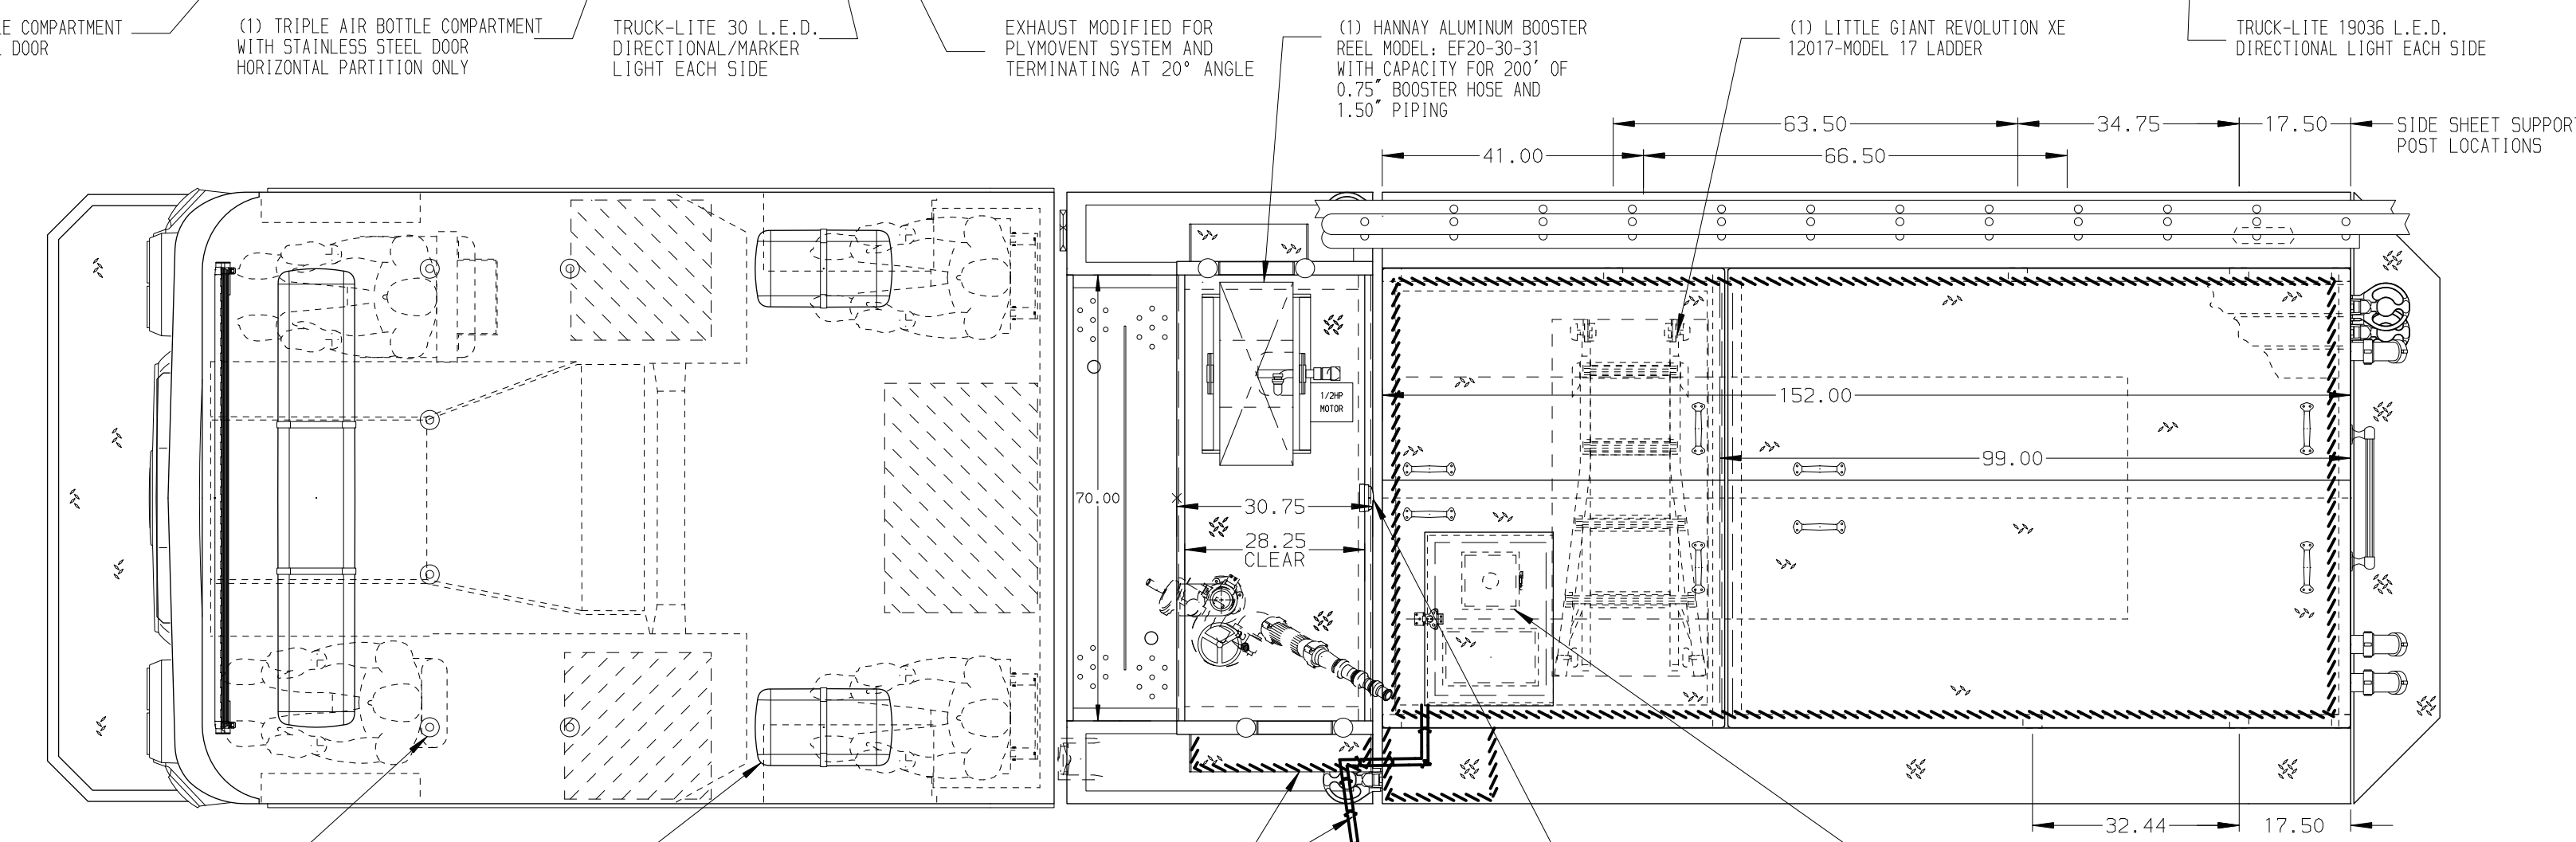 LE COMPARTMENT
DOOR
(1) TRIPLE AIR BOTTLE COMPARTMENT
WITH STAINLESS STEEL DOOR
HORIZONTAL PARTITION ONLY
TRUCK-LITE 30 L.E.D.
DIRECTIONAL/MARKER
LIGHT EACH SIDE
EXHAUST MODIFIED FOR
PLYMOVENT SYSTEM AND
TERMINATING AT 20° ANGLE
(1) HANNAY ALUMINUM BOOSTER
REEL MODEL: EF20-30-31
WITH CAPACITY FOR 200' OF
0.75" BOOSTER HOSE AND
1.50" PIPING
(1) LITTLE GIANT REVOLUTION XE
12017-MODEL 17 LADDER
TRUCK-LITE 19036 L.E.D.
DIRECTIONAL LIGHT EACH SIDE
63.50
34.75
17.50
SIDE SHEET SUPPORT
POST LOCATIONS
41.00
66.50
1/2HP
MOTOR
152.00
99.00
70.00
30.75
28.25
CLEAR
32.44
17.50